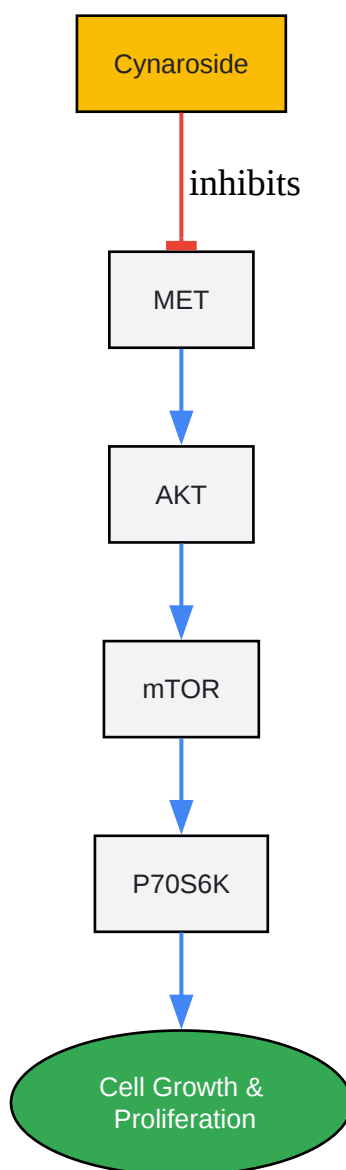 Cynaroside
inhibits
MET
AKT
mTOR
P70S6K
Cell Growth &
Proliferation